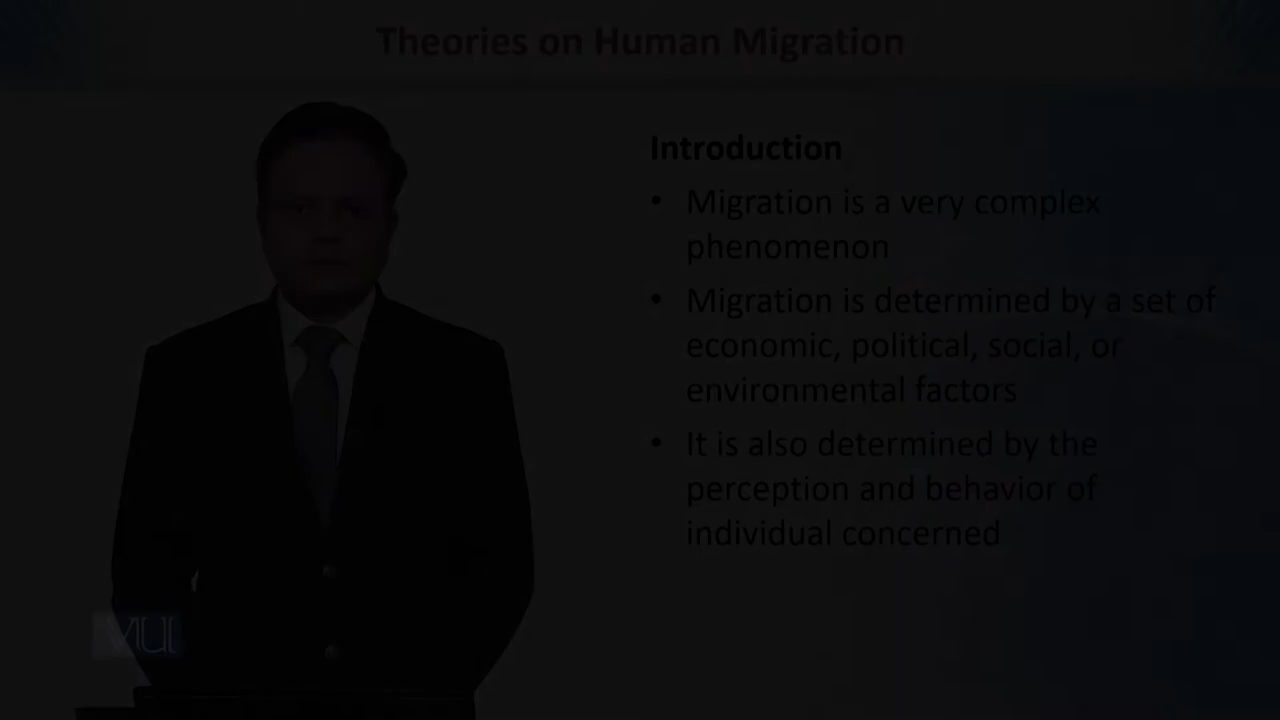 Theories on Human Migration
Introduction
• Migration is a very complex
phenomenon
• Migration is determined by a set of
economic, political, social, or
environmental factors
• It is also determined by the
perception and behavior of
individual concerned
VU